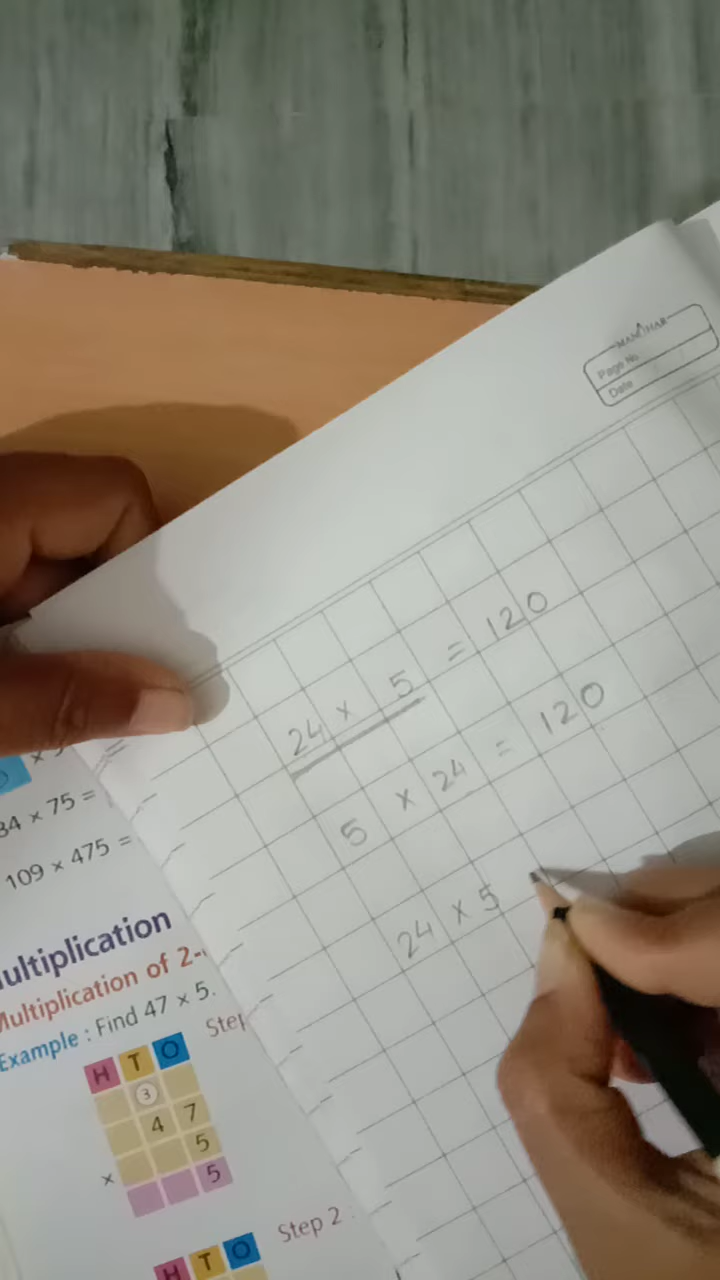 MANOHAR
Page No.
Date
24 × 5 = 120
5 × 24 = 120
24 × 5
34 × 75 =
109 × 475 =
Multiplication
Multiplication of 2-
Example : Find 47 × 5.
Step
H T O
3
4 7
× 5
5
Step 2
H T O